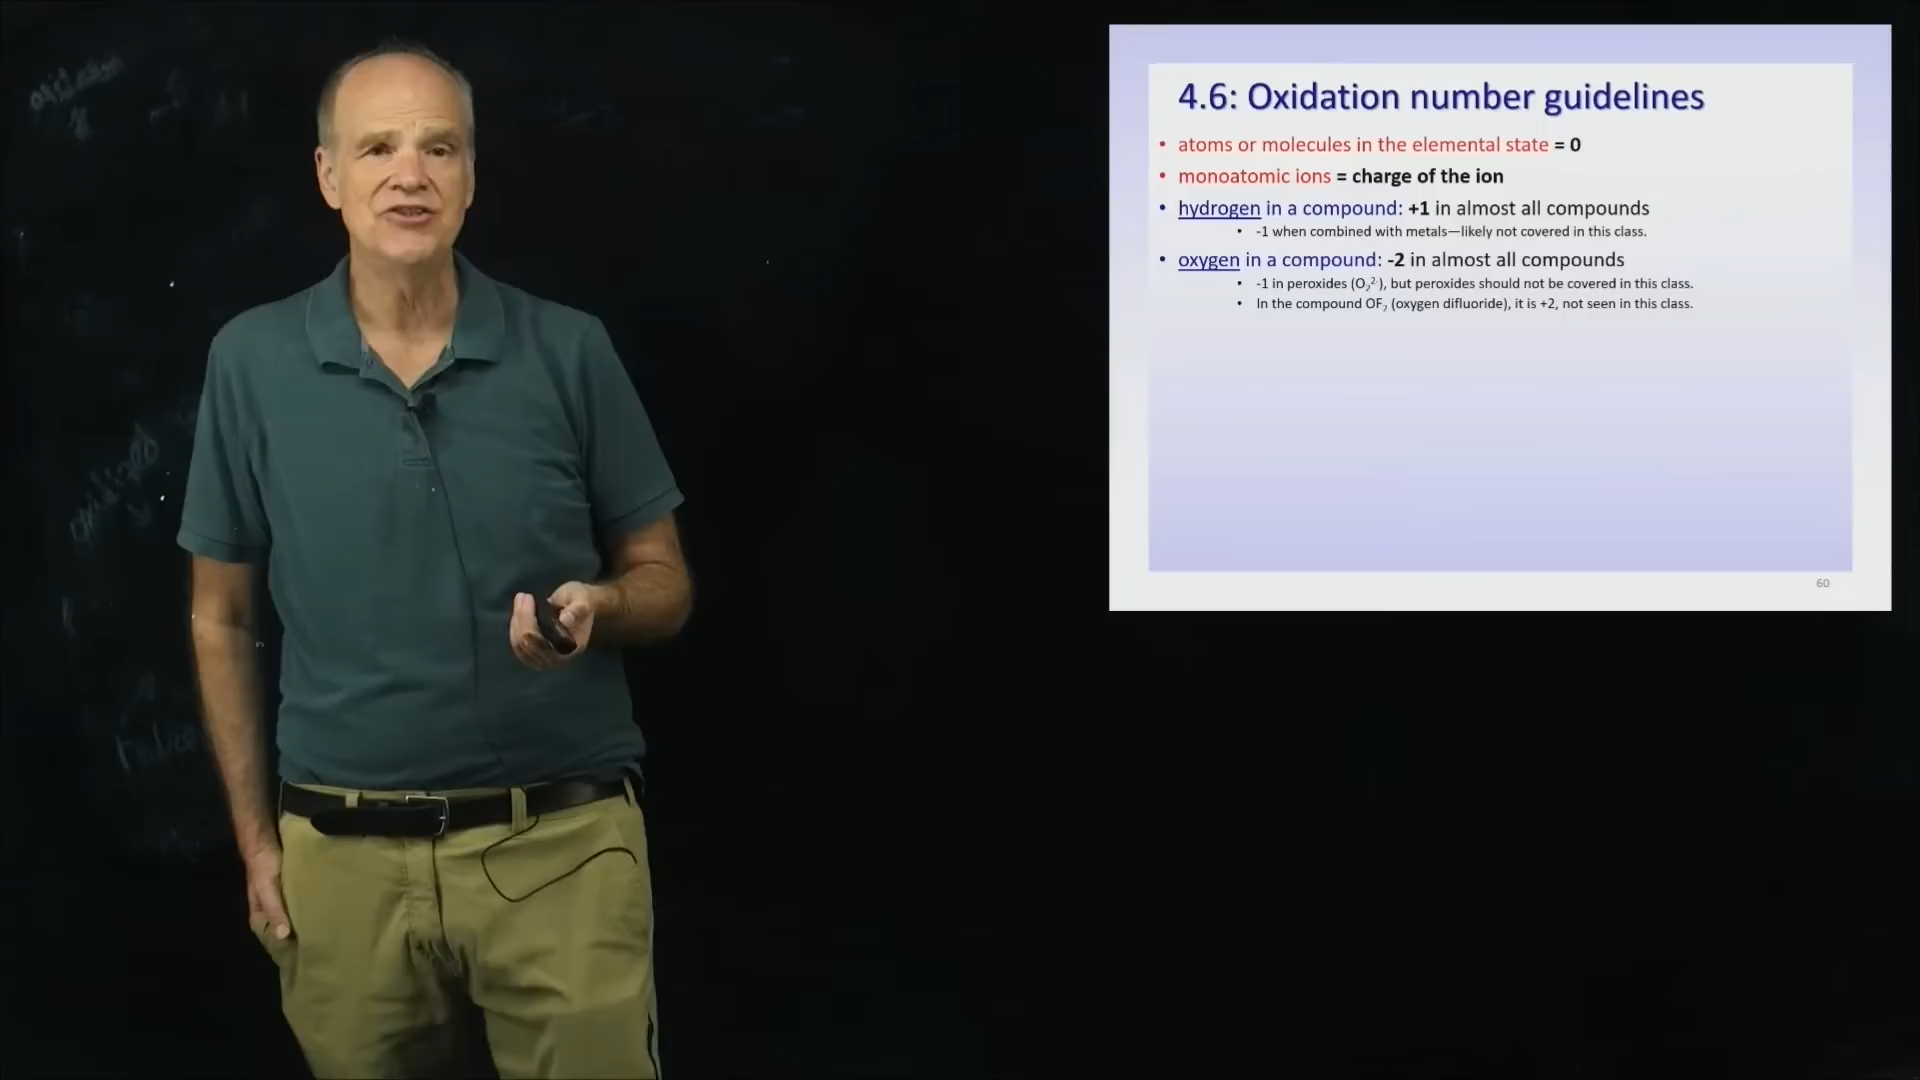 oxidized
4.6: Oxidation number guidelines
• atoms or molecules in the elemental state = 0
• monoatomic ions = charge of the ion
• hydrogen in a compound: +1 in almost all compounds
• -1 when combined with metals—likely not covered in this class.
• oxygen in a compound: -2 in almost all compounds
• -1 in peroxides (O₂²⁻), but peroxides should not be covered in this class.
• In the compound OF₂ (oxygen difluoride), it is +2, not seen in this class.
60